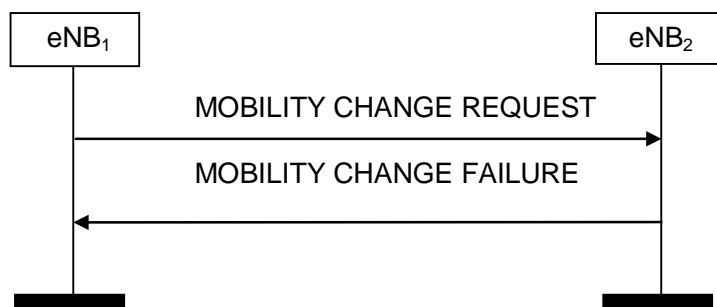 eNB₁
eNB₂
MOBILITY CHANGE REQUEST
MOBILITY CHANGE FAILURE